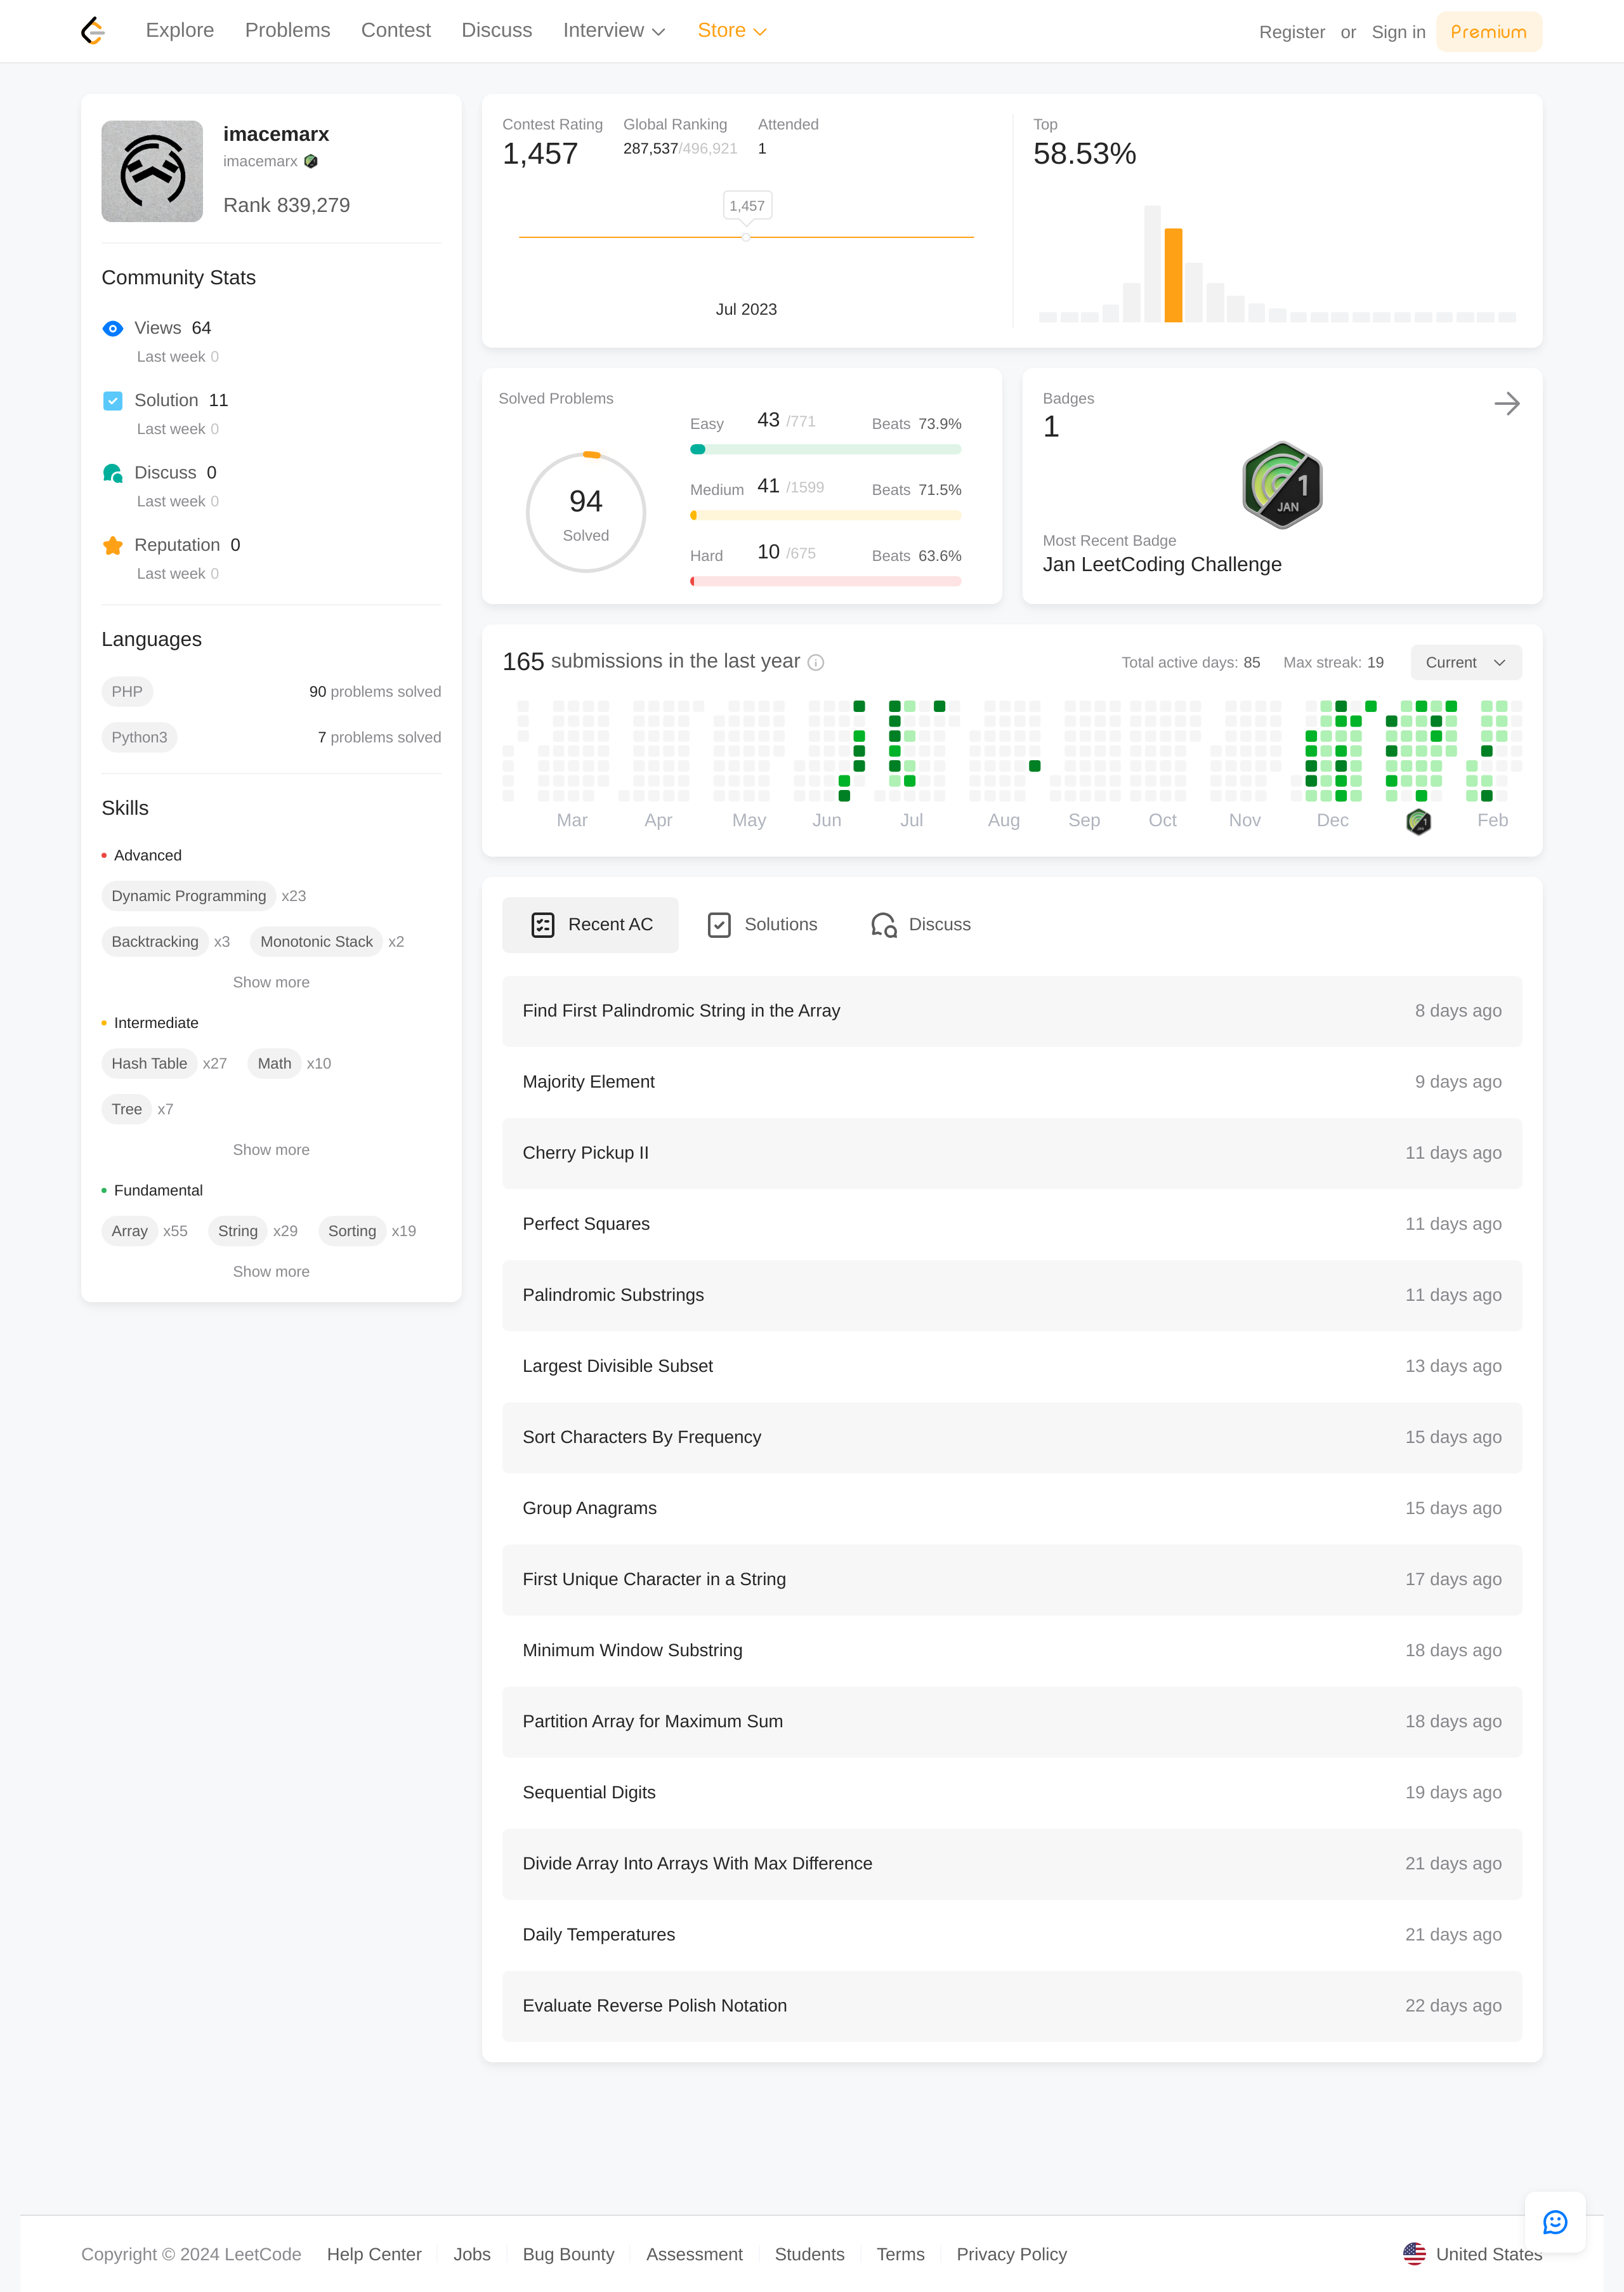 Explore Problems Contest Discuss Interview Store Register or Sign in Premium
imacemarx
imacemarx
Rank 839,279
Community Stats
Views 64
Last week 0
Solution 11
Last week 0
Discuss 0
Last week 0
Reputation 0
Last week 0
Languages
PHP 90 problems solved
Python3 7 problems solved
Skills
Advanced
Dynamic Programming x23
Backtracking x3 Monotonic Stack x2
Show more
Intermediate
Hash Table x27 Math x10
Tree x7
Show more
Fundamental
Array x55 String x29 Sorting x19
Show more
Contest Rating Global Ranking Attended
1,457 287,537/496,921 1
1,457
Jul 2023
Top
58.53%
Solved Problems
94
Solved
Easy 43 /771 Beats 73.9%
Medium 41 /1599 Beats 71.5%
Hard 10 /675 Beats 63.6%
Badges
1
1
JAN
Most Recent Badge
Jan LeetCoding Challenge
165 submissions in the last year Total active days: 85 Max streak: 19 Current
Mar Apr May Jun Jul Aug Sep Oct Nov Dec Feb
Recent AC Solutions Discuss
Find First Palindromic String in the Array 8 days ago
Majority Element 9 days ago
Cherry Pickup II 11 days ago
Perfect Squares 11 days ago
Palindromic Substrings 11 days ago
Largest Divisible Subset 13 days ago
Sort Characters By Frequency 15 days ago
Group Anagrams 15 days ago
First Unique Character in a String 17 days ago
Minimum Window Substring 18 days ago
Partition Array for Maximum Sum 18 days ago
Sequential Digits 19 days ago
Divide Array Into Arrays With Max Difference 21 days ago
Daily Temperatures 21 days ago
Evaluate Reverse Polish Notation 22 days ago
Copyright © 2024 LeetCode Help Center Jobs Bug Bounty Assessment Students Terms Privacy Policy United States